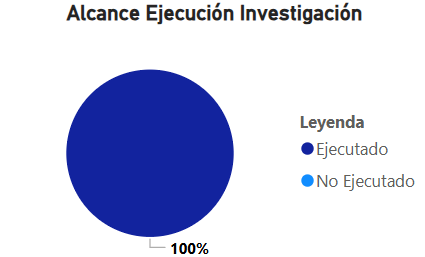 Alcance Ejecución Investigación
Leyenda
Ejecutado
No Ejecutado
100%